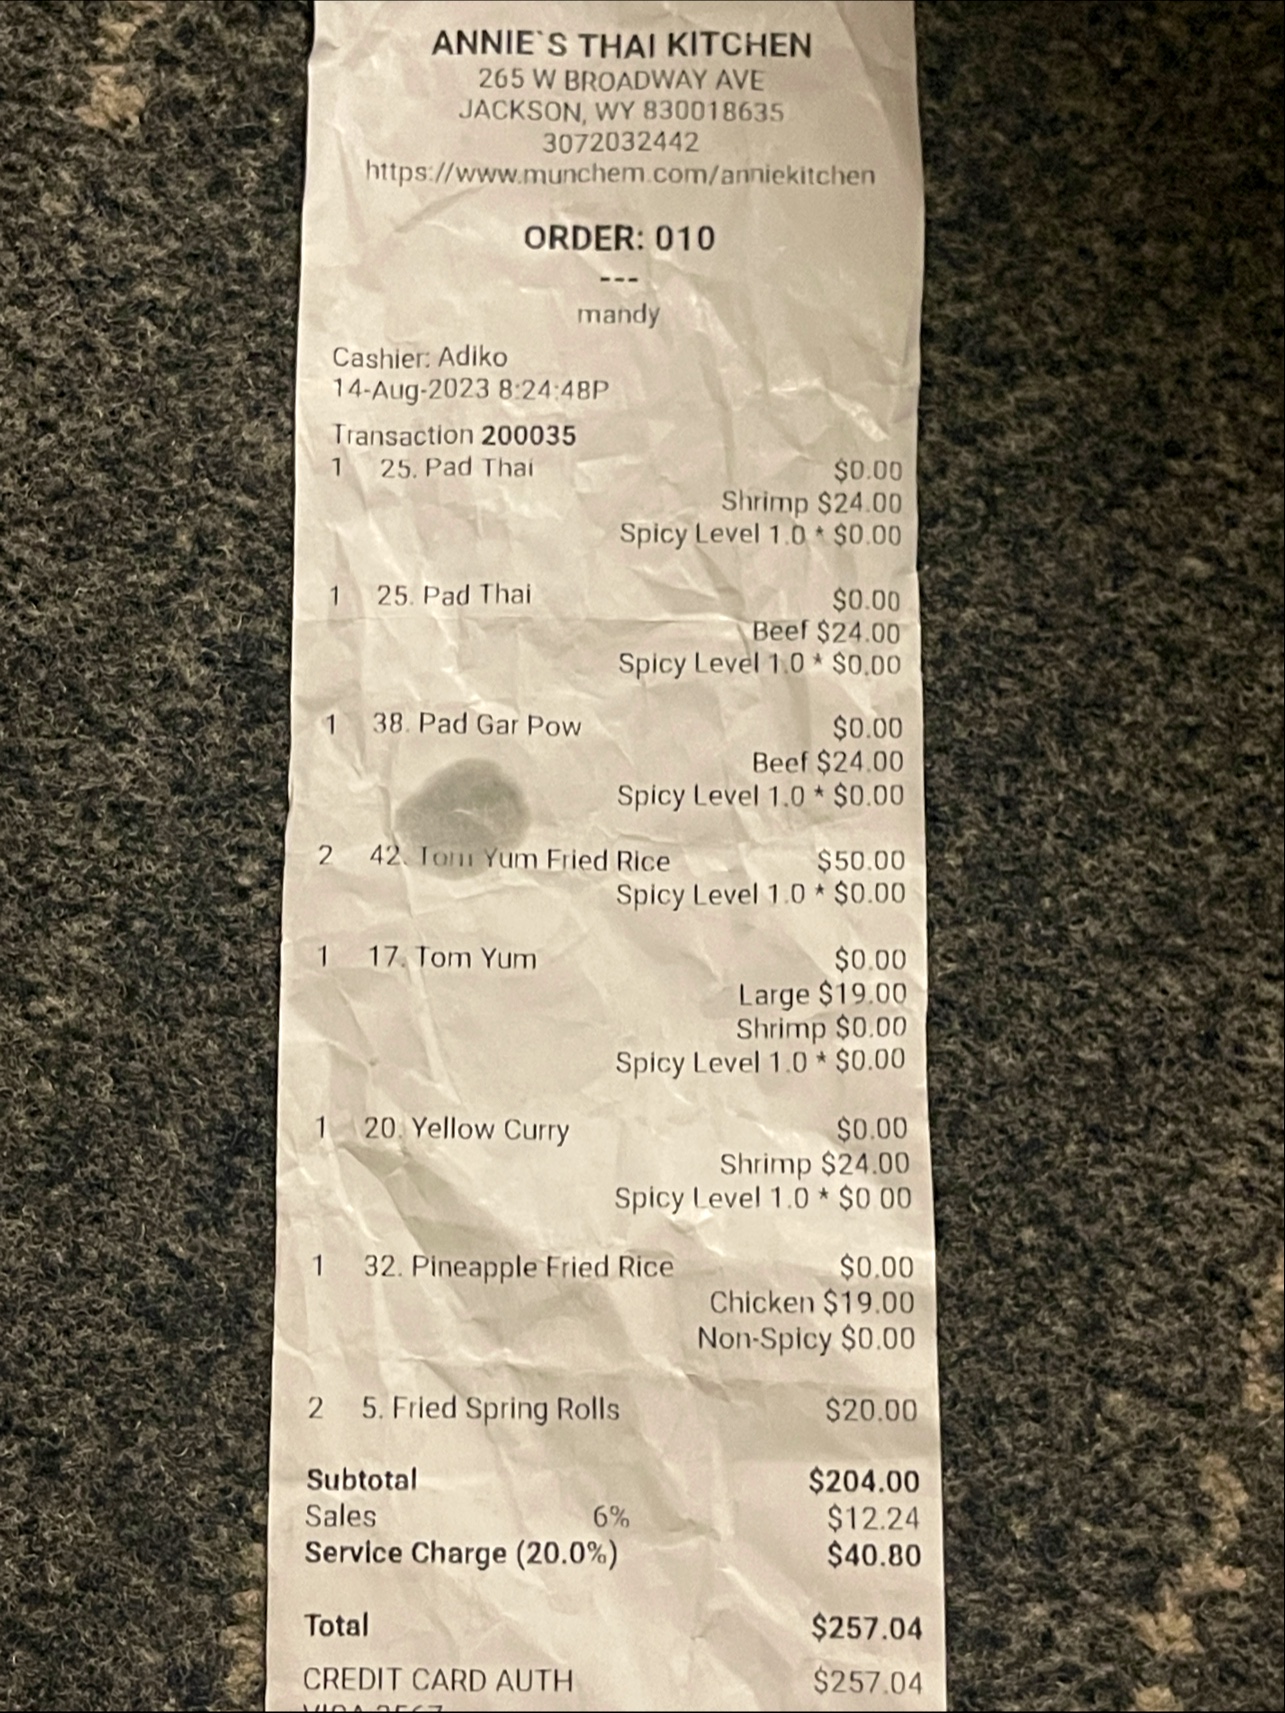 ANNIE`S THAI KITCHEN
265 W BROADWAY AVE
JACKSON, WY 830018635
3072032442
https://www.munchem.com/anniekitchen
ORDER: 010
---
mandy
Cashier: Adiko
14-Aug-2023 8:24:48P
Transaction 200035
1 25. Pad Thai $0.00
Shrimp $24.00
Spicy Level 1.0 * $0.00
1 25. Pad Thai $0.00
Beef $24.00
Spicy Level 1.0 * $0.00
1 38. Pad Gar Pow $0.00
Beef $24.00
Spicy Level 1.0 * $0.00
2 42. Tom Yum Fried Rice $50.00
Spicy Level 1.0 * $0.00
1 17. Tom Yum $0.00
Large $19.00
Shrimp $0.00
Spicy Level 1.0 * $0.00
1 20. Yellow Curry $0.00
Shrimp $24.00
Spicy Level 1.0 * $0.00
1 32. Pineapple Fried Rice $0.00
Chicken $19.00
Non-Spicy $0.00
2 5. Fried Spring Rolls $20.00
Subtotal $204.00
Sales 6% $12.24
Service Charge (20.0%) $40.80
Total $257.04
CREDIT CARD AUTH $257.04